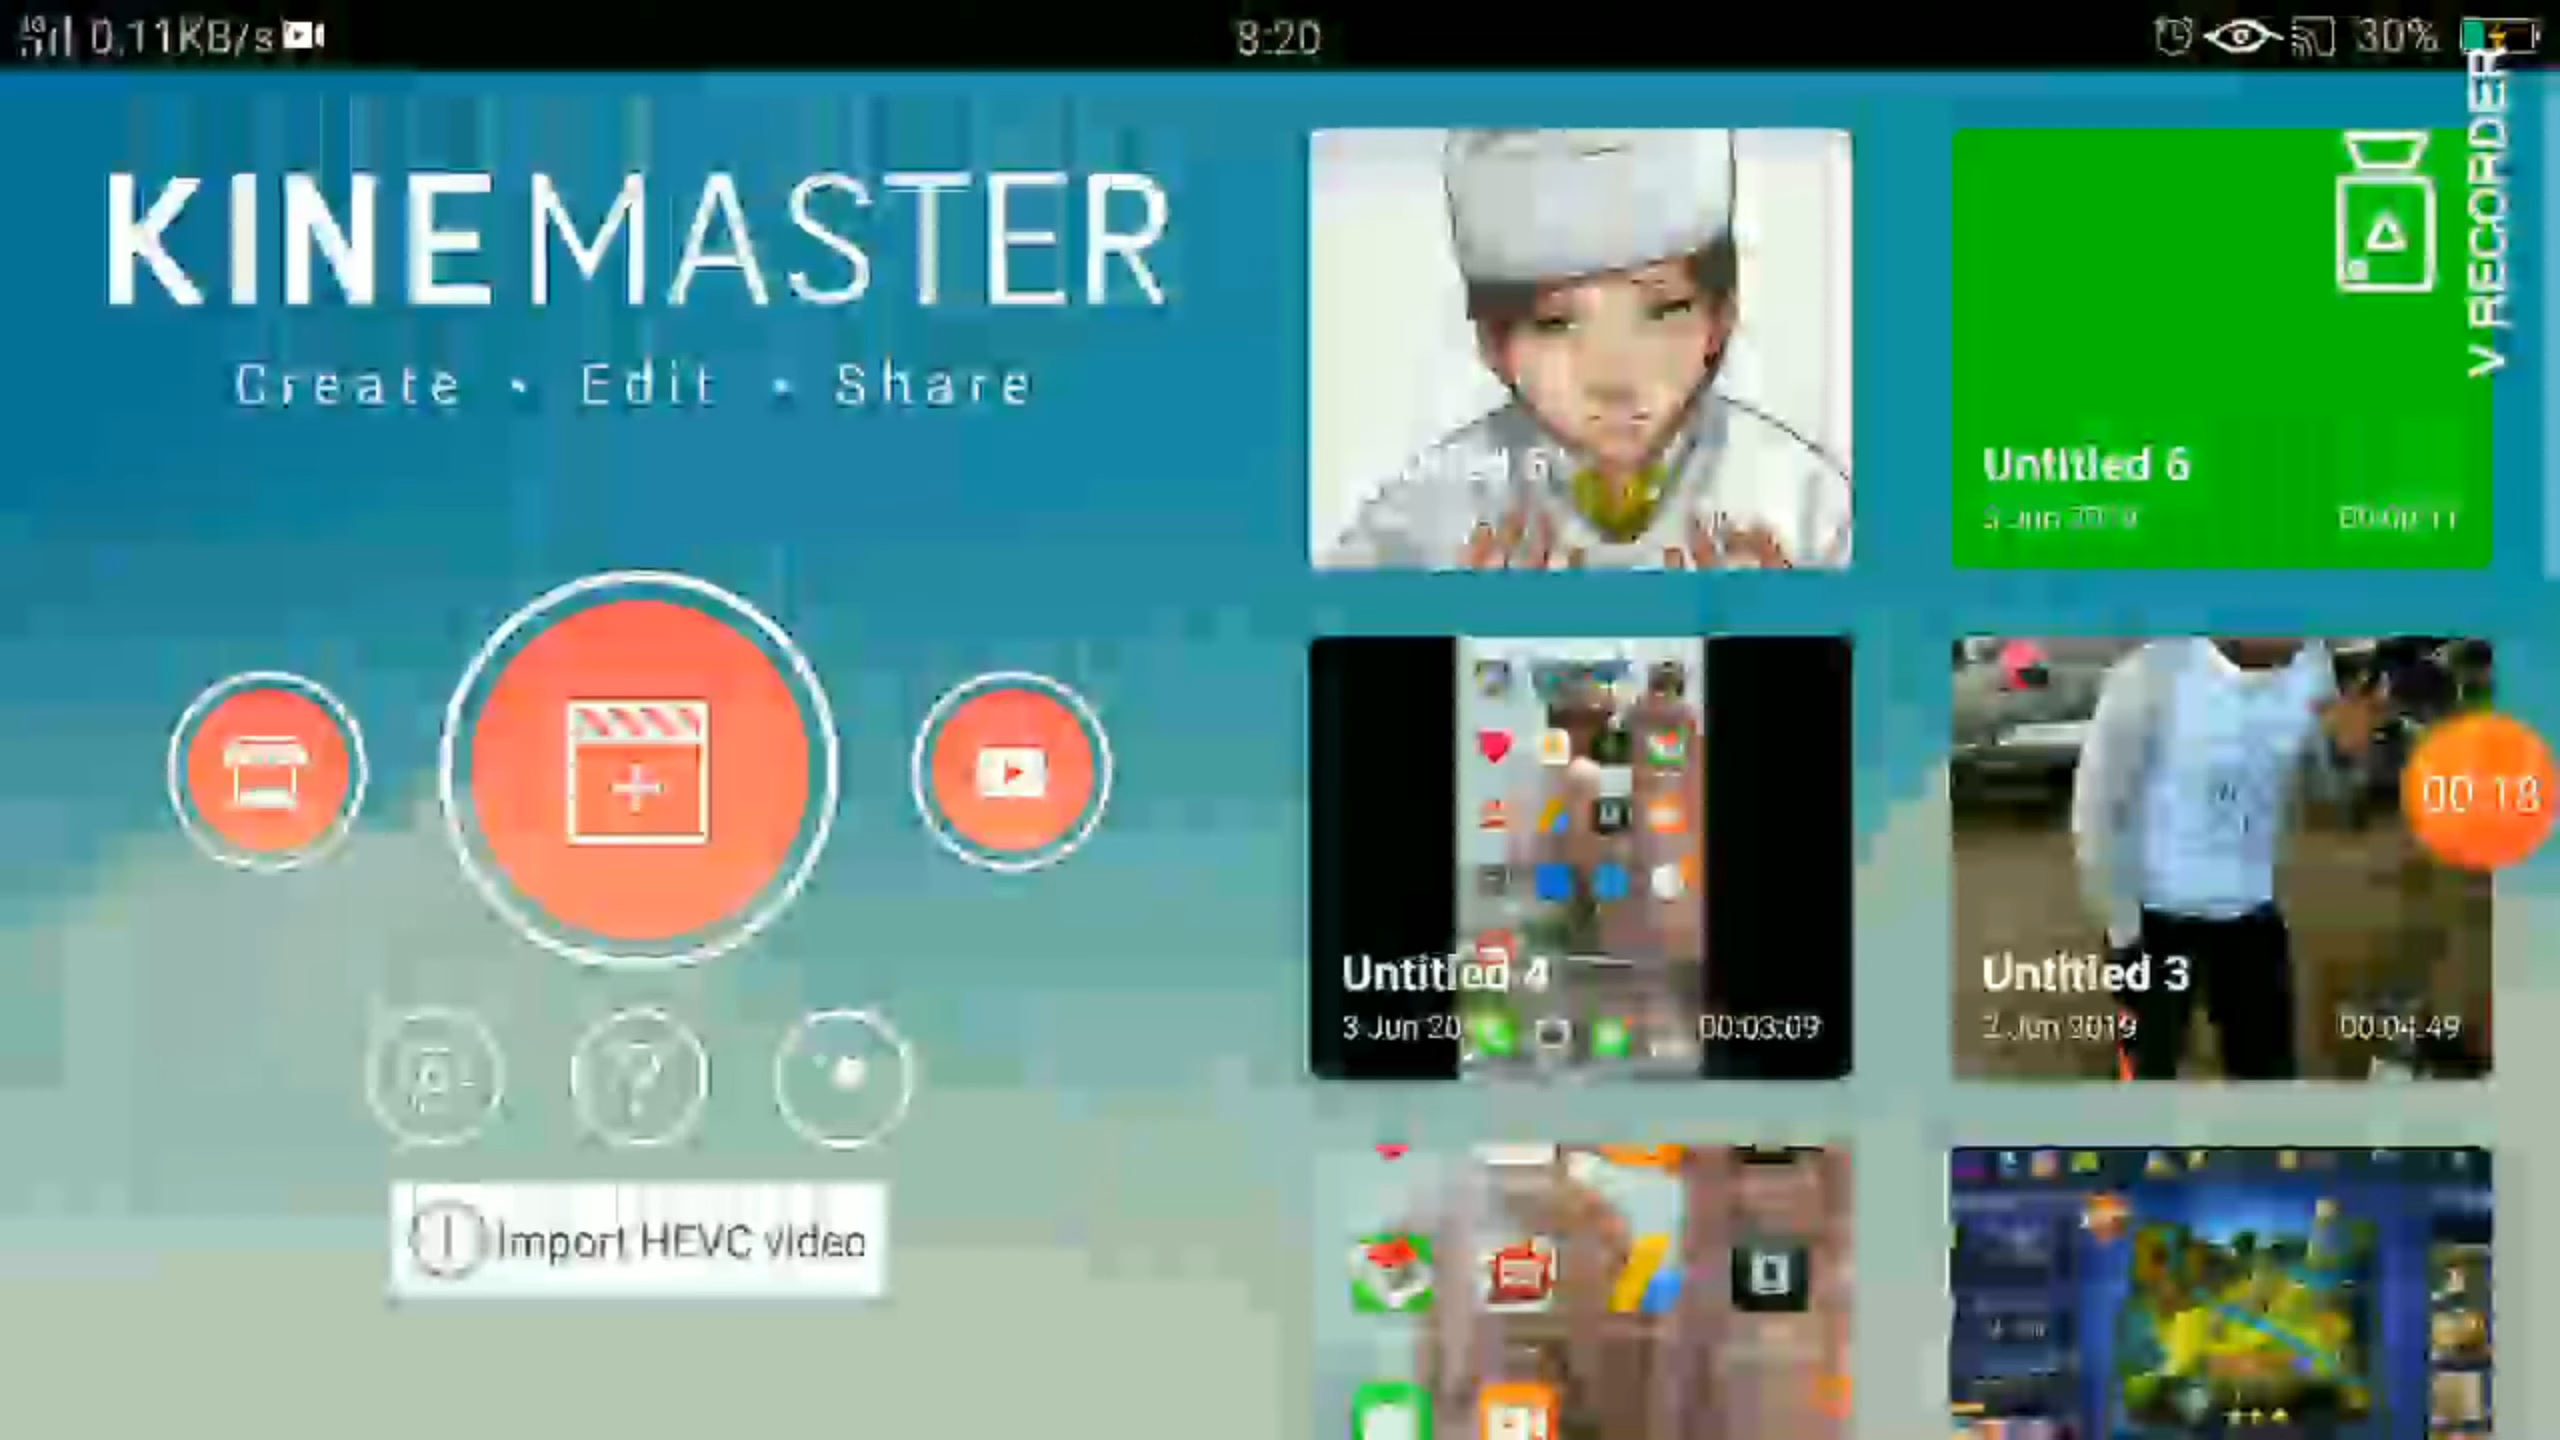 0.11KB/s
8:20
30%
KINEMASTER
Create • Edit • Share
V RECORDER
Untitled 6
00:18
Untitled 4
3 Jun 20
00:03:09
Untitled 3
2 Jun 2019
00:04:49
Import HEVC video